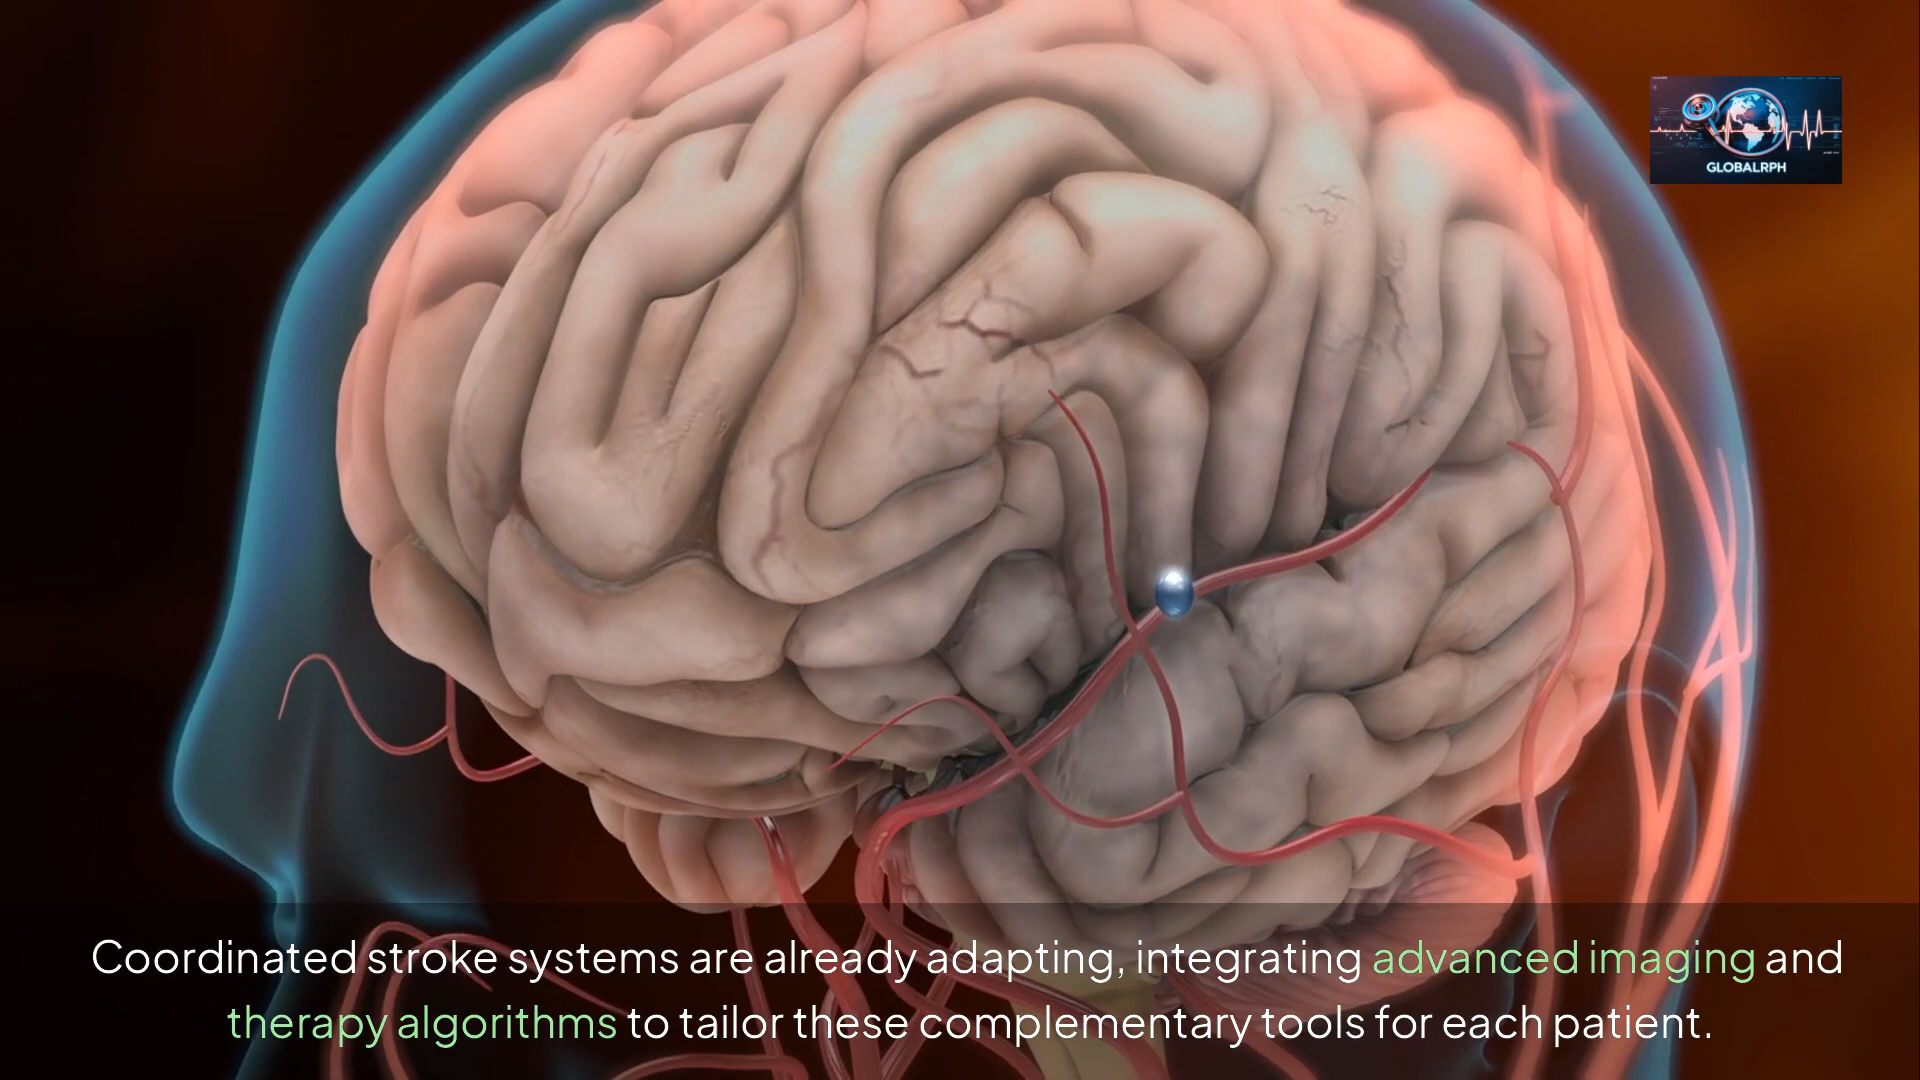 GLOBALRPH
Coordinated stroke systems are already adapting, integrating advanced imaging and
therapy algorithms to tailor these complementary tools for each patient.